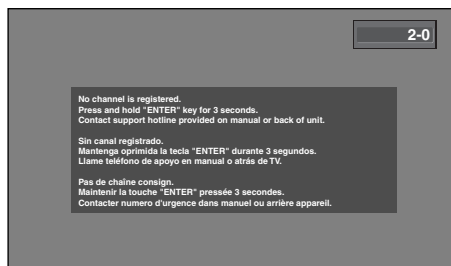 2-0
No channel is registered.
Press and hold "ENTER" key for 3 seconds.
Contact support hotline provided on manual or back of unit.
Sin canal registrado.
Mantenga oprimida la tecla "ENTER" durante 3 segundos.
Llame teléfono de apoyo en manual o atrás de TV.
Pas de chaîne consign.
Maintenir la touche "ENTER" pressée 3 secondes.
Contacter numero d'urgence dans manuel ou arrière appareil.